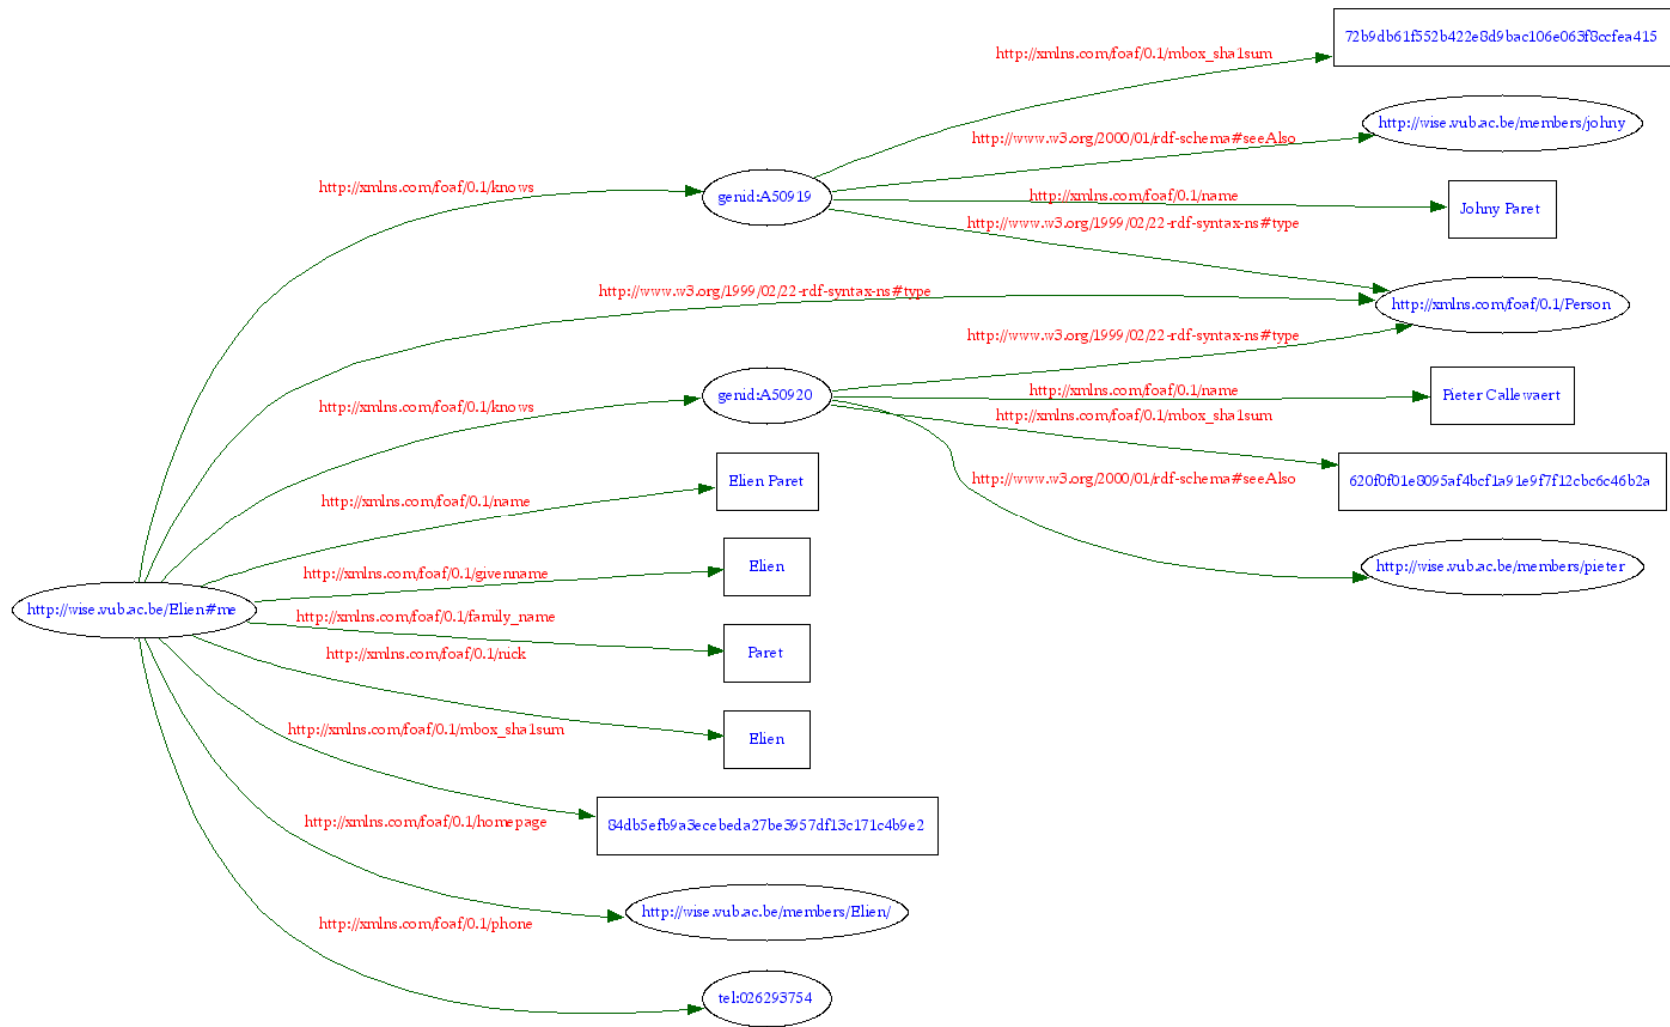 72b9db61f552b422e8d9bac106e063f8ccfea415
http://xmlns.com/foaf/0.1/mbox_sha1sum
http://wise.vub.ac.be/members/johny
http://www.w3.org/2000/01/rdf-schema#seeAlso
http://xmlns.com/foaf/0.1/knows
genid:A50919
http://xmlns.com/foaf/0.1/name
Johny Paret
http://www.w3.org/1999/02/22-rdf-syntax-ns#type
http://www.w3.org/1999/02/22-rdf-syntax-ns#type
http://xmlns.com/foaf/0.1/Person
http://www.w3.org/1999/02/22-rdf-syntax-ns#type
http://xmlns.com/foaf/0.1/knows
genid:A50920
http://xmlns.com/foaf/0.1/name
Pieter Callewaert
http://xmlns.com/foaf/0.1/mbox_sha1sum
620f0f01e8095af4bcf1a91e9f7f12cbc6c46b2a
http://www.w3.org/2000/01/rdf-schema#seeAlso
Elien Paret
http://xmlns.com/foaf/0.1/name
http://wise.vub.ac.be/members/pieter
Elien
http://xmlns.com/foaf/0.1/givenname
http://wise.vub.ac.be/Elien#me
http://xmlns.com/foaf/0.1/family_name
Paret
http://xmlns.com/foaf/0.1/nick
http://xmlns.com/foaf/0.1/mbox_sha1sum
Elien
http://xmlns.com/foaf/0.1/homepage
84db5efb9a3ecebeda27be3957df13c171c4b9e2
http://wise.vub.ac.be/members/Elien/
http://xmlns.com/foaf/0.1/phone
tel:026293754